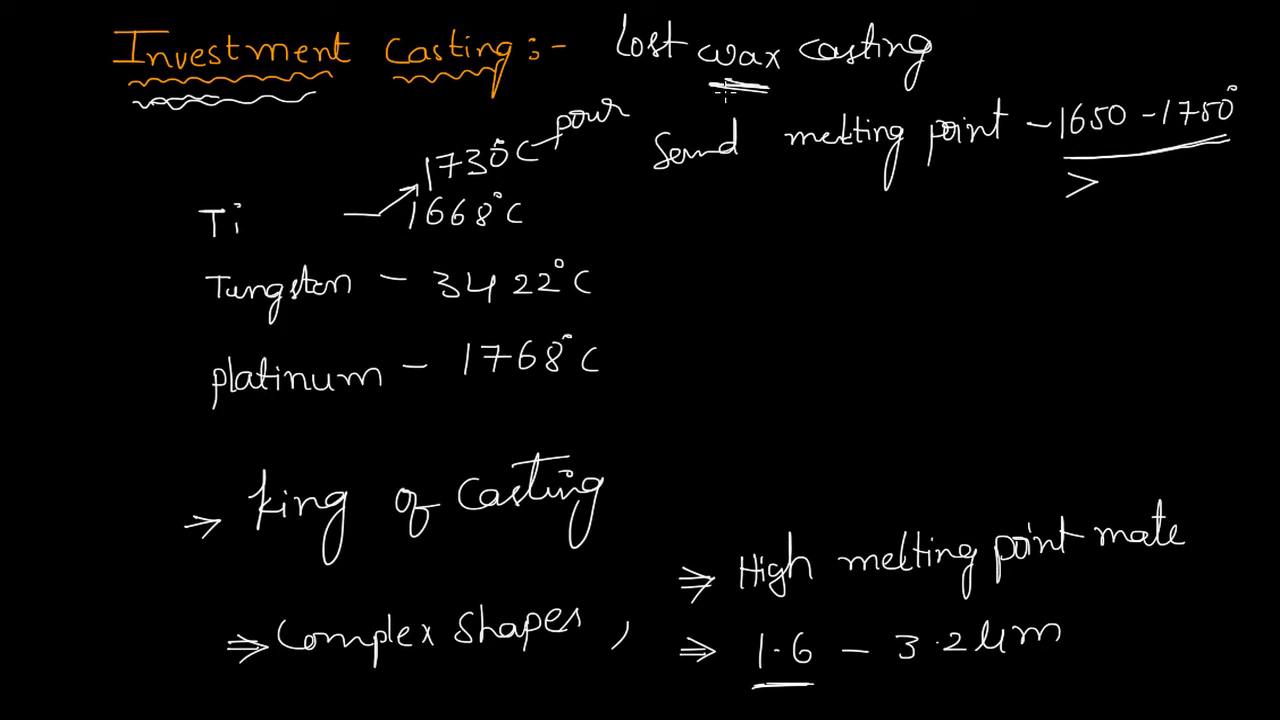 Investment Casting:- Lost wax casting
1730°C pour
Sand melting point - 1650 - 1750°
>
Ti 1668°C
Tungsten - 3422°C
platinum - 1768°C
→ King of Casting
⇒ High melting point mate
⇒ Complex shapes,
⇒ 1.6 - 3.2 μm